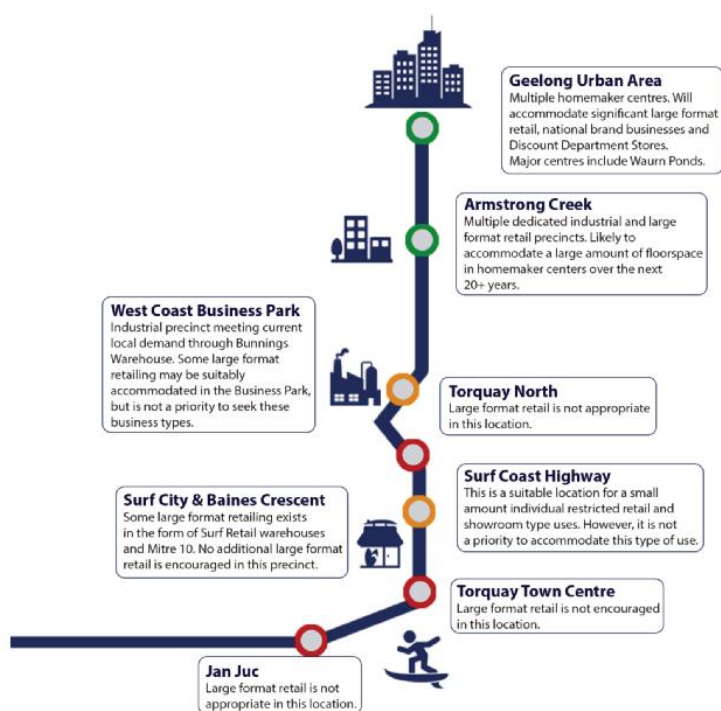 Geelong Urban Area
Multiple homemaker centres. Will
accommodate significant large format
retail, national brand businesses and
Discount Department Stores.
Major centres include Waurn Ponds.
Armstrong Creek
Multiple dedicated industrial and large
format retail precincts. Likely to
accommodate a large amount of floorspace
in homemaker centers over the next
20+ years.
West Coast Business Park
Industrial precinct meeting current
local demand through Bunnings
Warehouse. Some large format
retailing may be suitably
accommodated in the Business Park,
but is not a priority to seek these
business types.
Torquay North
Large format retail is not appropriate
in this location.
Surf City & Baines Crescent
Some large format retailing exists
in the form of Surf Retail warehouses
and Mitre 10. No additional large format
retail is encouraged in this precinct.
Surf Coast Highway
This is a suitable location for a small
amount individual restricted retail and
showroom type uses. However, it is not
a priority to accommodate this type of use.
Torquay Town Centre
Large format retail is not encouraged
in this location.
Jan Juc
Large format retail is not
appropriate in this location.